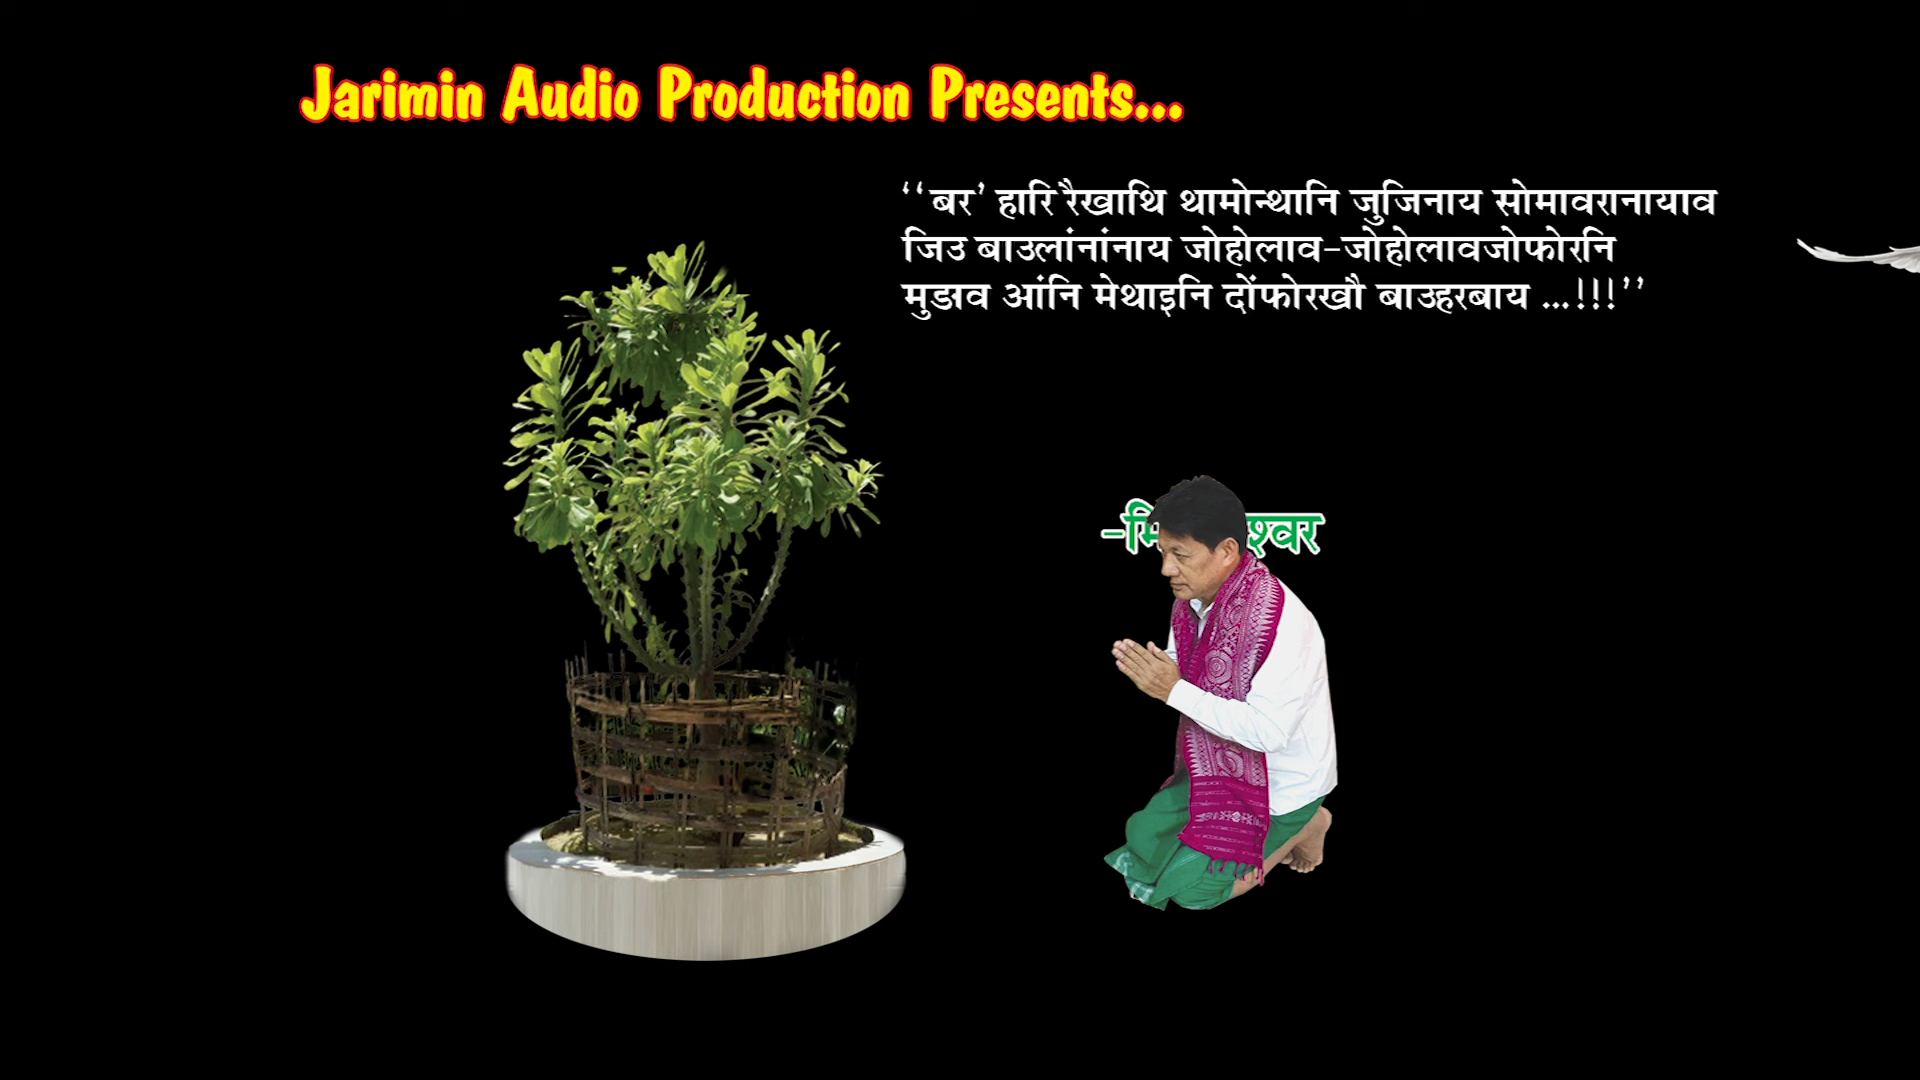 Jarimin Audio Production Presents...
‘‘बर’ हारि रैखाथि थामोन्थानि जुजिनाय सोमावरानायाव
जिउ बाउलांनांनाय जोहोलाव-जोहोलावजोफोरनि
मुङाव आंनि मेथाइनि दोंफोरखौ बाउहरबाय ...!!!’’